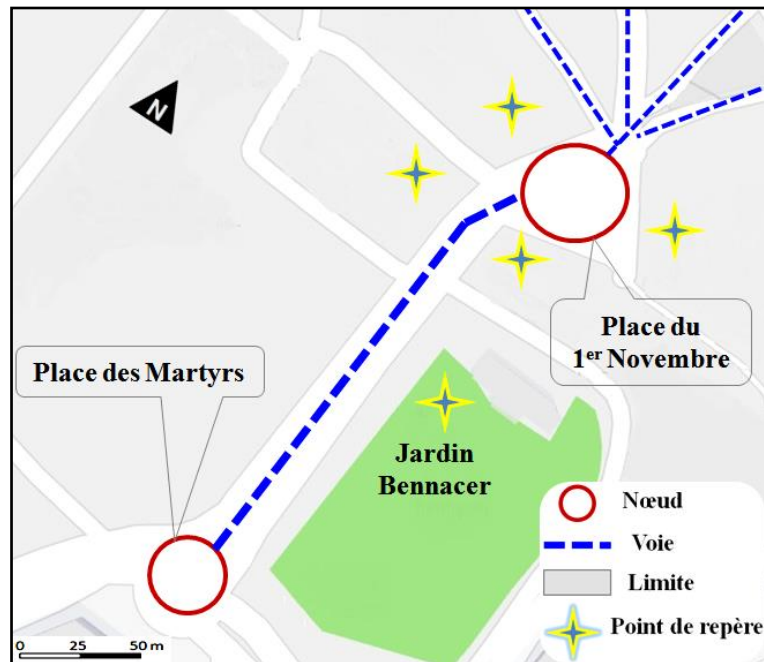 N
Place du
1er Novembre
Place des Martyrs
Jardin
Bennacer
Nœud
Voie
Limite
Point de repère
0 25 50 m